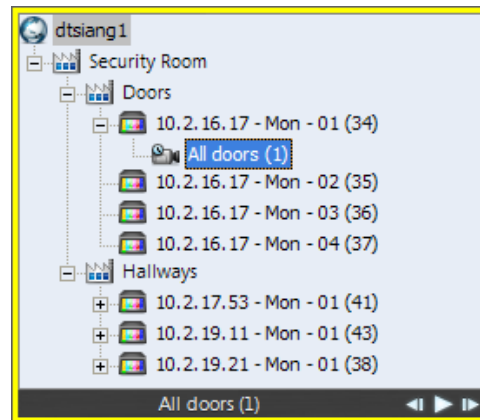 dtsiang1
Security Room
Doors
10.2.16.17 - Mon - 01 (34)
All doors (1)
10.2.16.17 - Mon - 02 (35)
10.2.16.17 - Mon - 03 (36)
10.2.16.17 - Mon - 04 (37)
Hallways
10.2.17.53 - Mon - 01 (41)
10.2.19.11 - Mon - 01 (43)
10.2.19.21 - Mon - 01 (38)
All doors (1)